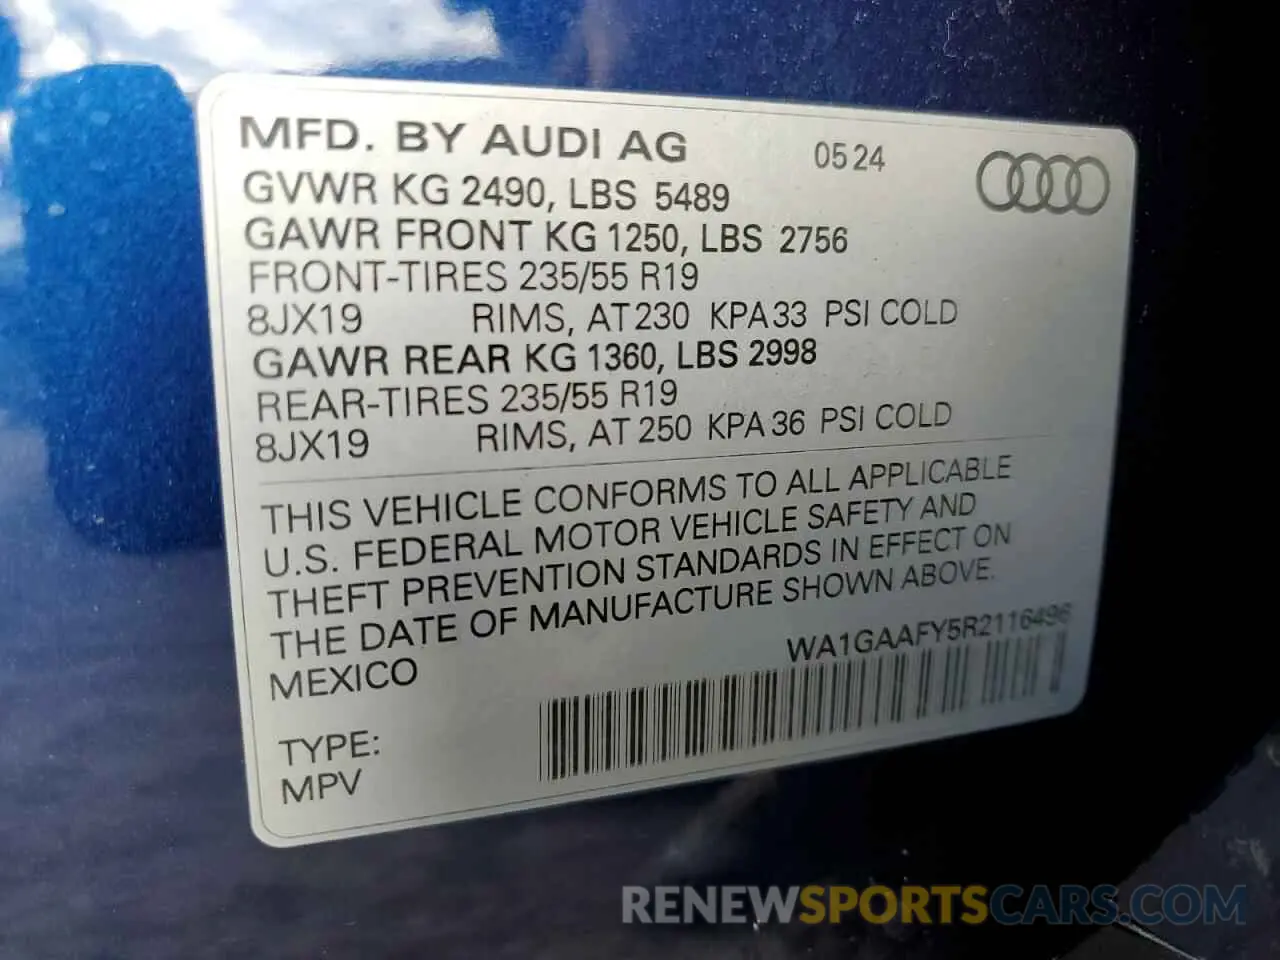 MFD. BY AUDI AG 0524
GVWR KG 2490, LBS 5489
GAWR FRONT KG 1250, LBS 2756
FRONT-TIRES 235/55 R19
8JX19 RIMS, AT 230 KPA 33 PSI COLD
GAWR REAR KG 1360, LBS 2998
REAR-TIRES 235/55 R19
8JX19 RIMS, AT 250 KPA 36 PSI COLD
THIS VEHICLE CONFORMS TO ALL APPLICABLE
U.S. FEDERAL MOTOR VEHICLE SAFETY AND
THEFT PREVENTION STANDARDS IN EFFECT ON
THE DATE OF MANUFACTURE SHOWN ABOVE.
MEXICO WA1GAAFY5R2116496
TYPE:
MPV
RENEWSPORTSCARS.COM